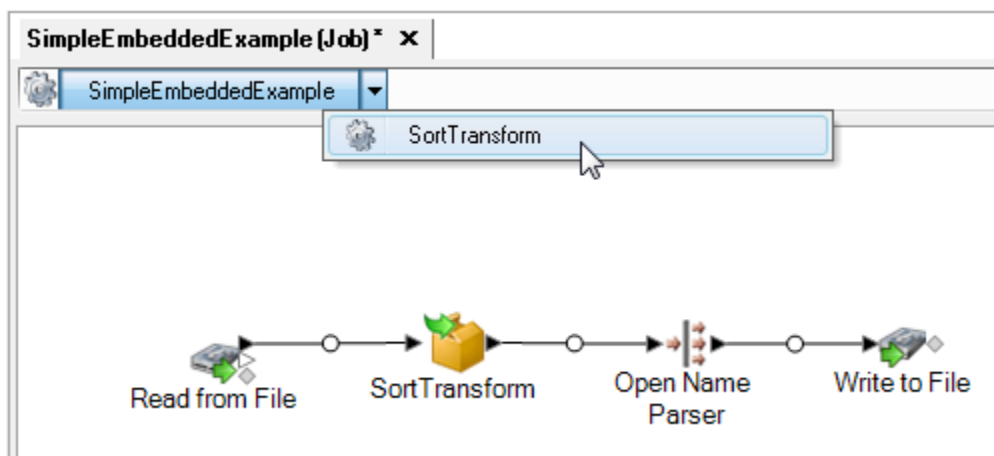 SimpleEmbeddedExample (Job)* ×
SimpleEmbeddedExample
SortTransform
Read from File
SortTransform
Open Name
Parser
Write to File